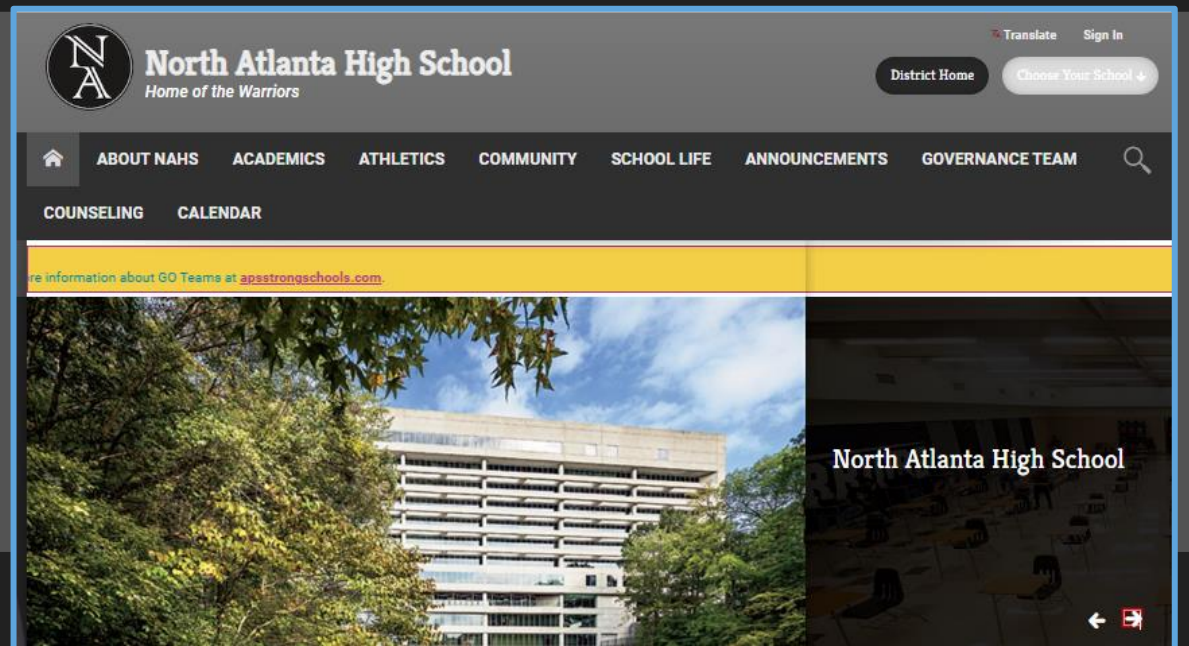 NA
North Atlanta High School
Home of the Warriors
Translate Sign In
District Home Choose Your School
ABOUT NAHS ACADEMICS ATHLETICS COMMUNITY SCHOOL LIFE ANNOUNCEMENTS GOVERNANCE TEAM
COUNSELING CALENDAR
re information about GO Teams at apsstrongschools.com.
North Atlanta High School